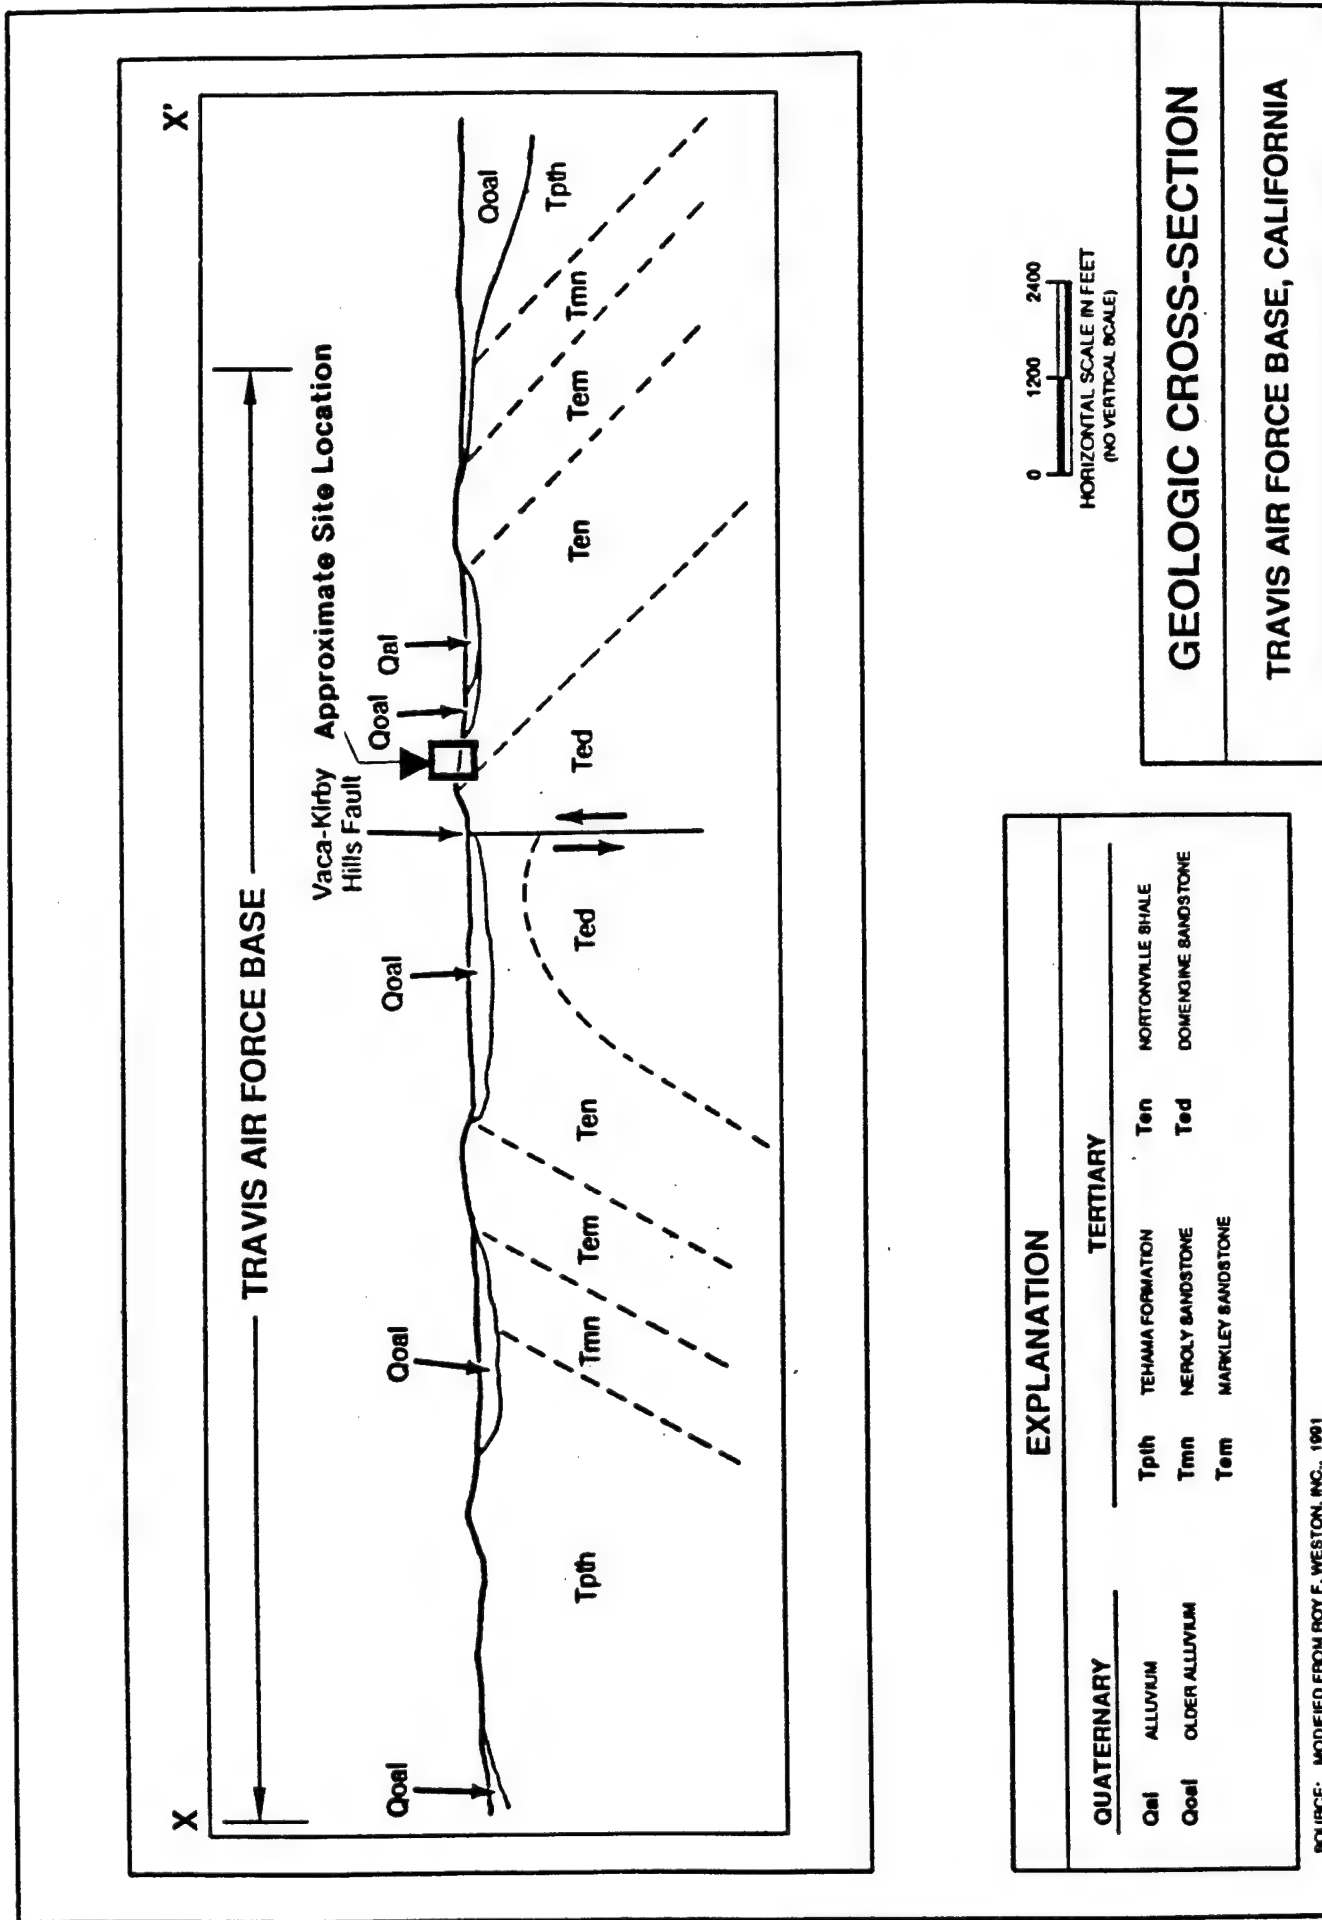 X
X'
TRAVIS AIR FORCE BASE
Vaca-Kirby
Hills Fault
Approximate Site Location
Qoal
Qoal
Qoal
Qoal
Qal
Qoal
Tpth
Tmn
Tem
Ten
Ted
Ted
Ten
Tem
Tmn
Tpth
0 1200 2400
HORIZONTAL SCALE IN FEET
(NO VERTICAL SCALE)
EXPLANATION
QUATERNARY
Qal ALLUVIUM
Qoal OLDER ALLUVIUM
TERTIARY
Tpth TEHAMA FORMATION
Tmn NEROLY SANDSTONE
Tem MARKLEY SANDSTONE
Ten NORTONVILLE SHALE
Ted DOMENGINE SANDSTONE
SOURCE: MODIFIED FROM ROY F. WESTON, INC., 1991
GEOLOGIC CROSS-SECTION
TRAVIS AIR FORCE BASE, CALIFORNIA